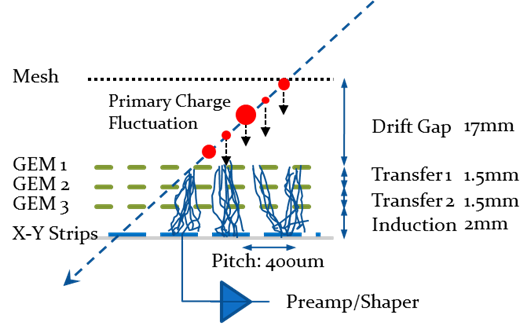 Mesh
Primary Charge
Fluctuation
Drift Gap 17mm
GEM 1
Transfer1 1.5mm
GEM 2
Transfer2 1.5mm
GEM 3
Induction 2mm
X-Y Strips
Pitch: 400um
Preamp/Shaper